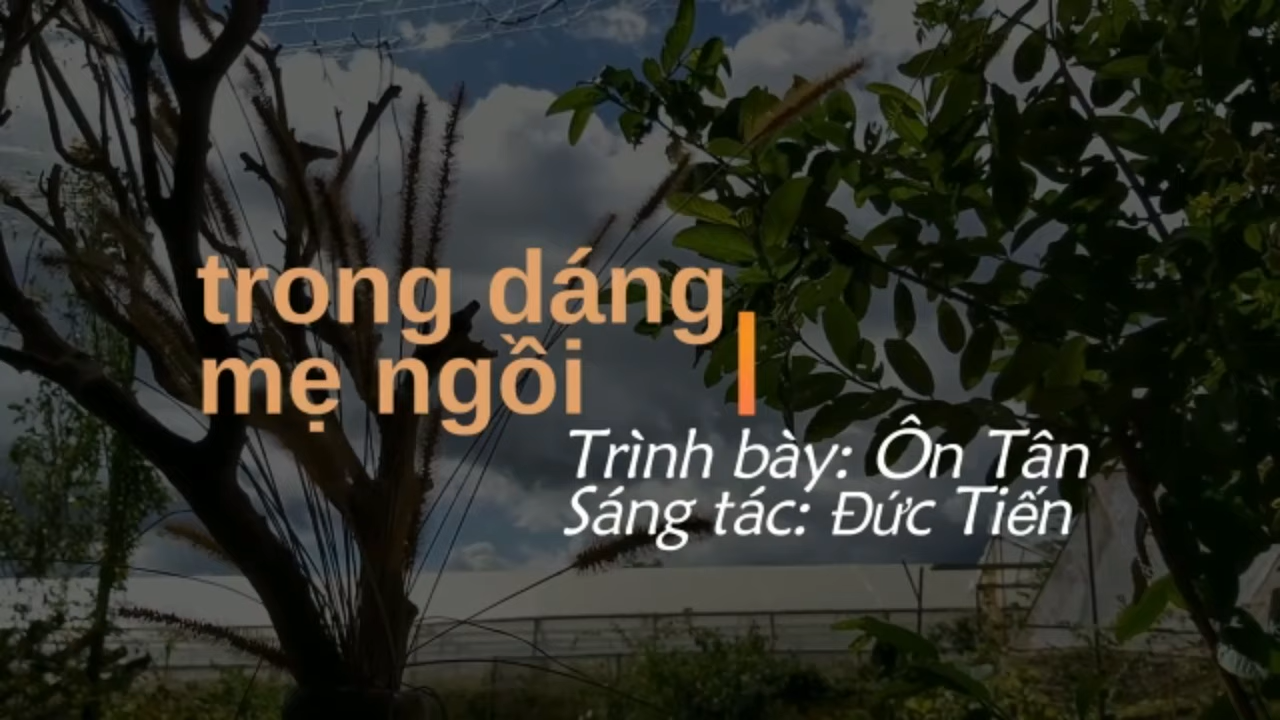 trong dáng
mẹ ngồi
Trình bày: Ôn Tân
Sáng tác: Đức Tiến